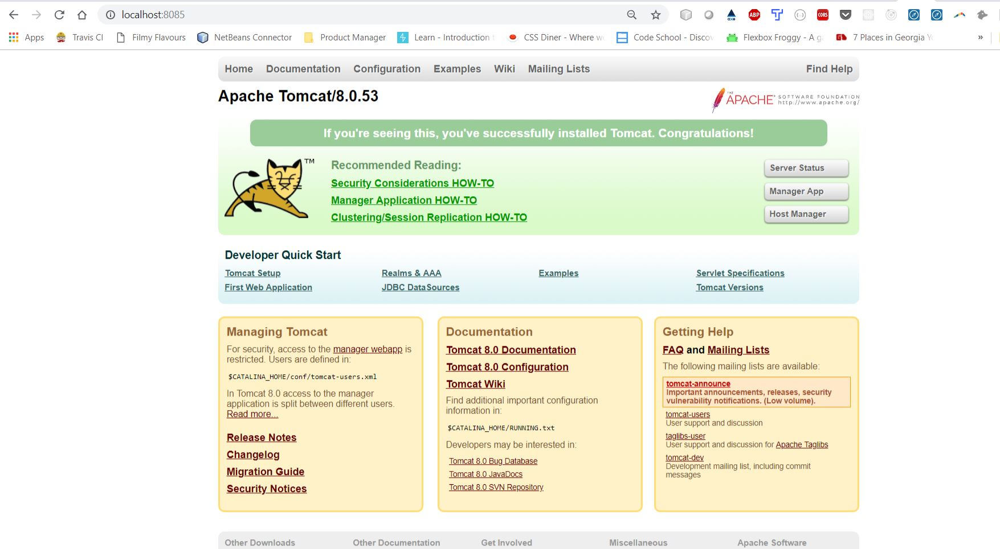 localhost:8085
ABP
axe
CORS
Apps
Travis CI
Filmy Flavours
NetBeans Connector
Product Manager
Learn - Introduction
CSS Diner - Where
Code School - Disco
Flexbox Froggy - A
7 Places in Georgia
»
Home Documentation Configuration Examples Wiki Mailing Lists Find Help
Apache Tomcat/8.0.53
THE
APACHE® SOFTWARE FOUNDATION
http://www.apache.org/
If you're seeing this, you've successfully installed Tomcat. Congratulations!
TM
Recommended Reading:
Security Considerations HOW-TO
Manager Application HOW-TO
Clustering/Session Replication HOW-TO
Server Status
Manager App
Host Manager
Developer Quick Start
Tomcat Setup
First Web Application
Realms & AAA
JDBC DataSources
Examples
Servlet Specifications
Tomcat Versions
Managing Tomcat
For security, access to the manager webapp is
restricted. Users are defined in:
$CATALINA_HOME/conf/tomcat-users.xml
In Tomcat 8.0 access to the manager
application is split between different users.
Read more...
Release Notes
Changelog
Migration Guide
Security Notices
Documentation
Tomcat 8.0 Documentation
Tomcat 8.0 Configuration
Tomcat Wiki
Find additional important configuration
information in:
$CATALINA_HOME/RUNNING.txt
Developers may be interested in:
Tomcat 8.0 Bug Database
Tomcat 8.0 JavaDocs
Tomcat 8.0 SVN Repository
Getting Help
FAQ and Mailing Lists
The following mailing lists are available:
tomcat-announce
Important announcements, releases, security
vulnerability notifications. (Low volume).
tomcat-users
User support and discussion
taglibs-user
User support and discussion for Apache Taglibs
tomcat-dev
Development mailing list, including commit
messages
Other Downloads
Other Documentation
Get Involved
Miscellaneous
Apache Software